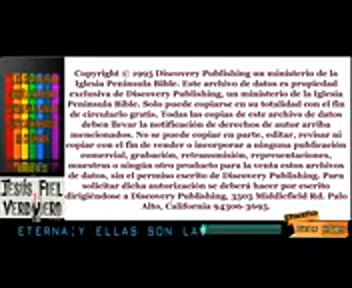 Copyright © 1995 Discovery Publishing un ministerio de la
Iglesia Peninsula Bible. Este archivo de datos es propiedad
exclusiva de Discovery Publishing, un ministerio de la Iglesia
Peninsula Bible. Solo puede copiarse en su totalidad con el fin
de circularlo gratis. Todas las copias de este archivo de datos
deben llevar la notificación de derechos de autor arriba
mencionados. No se puede copiar en parte, editar, revisar ni
copiar con el fin de vender o incorporar a ninguna publicación
comercial, grabación, retransmisión, representaciones,
muestras o ningún otro producto para la venta estos archivos
de datos, sin el permiso escrito de Discovery Publishing. Para
solicitar dicha autorización se deberá hacer por escrito
dirigiéndose a Discovery Publishing, 3505 Middlefield Rd. Palo
Alto, California 94306-3695.
JESÚS FIEL
VERDADERO
ETERNA;Y ELLAS SON LA